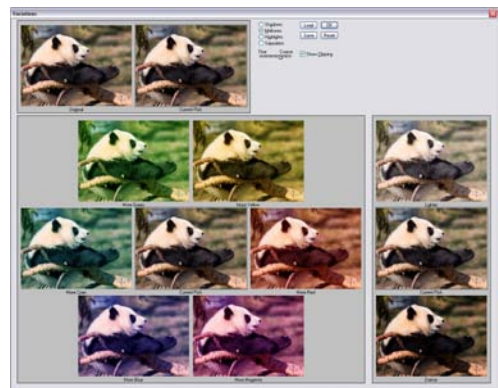 Variations
Original
Current Pick
Shadows
Midtones
Highlights
Saturation
Fine
Coarse
Load
OK
Save
Reset
Show Clipping
More Green
More Yellow
More Cyan
Current Pick
More Red
More Blue
More Magenta
Lighter
Current Pick
Darker